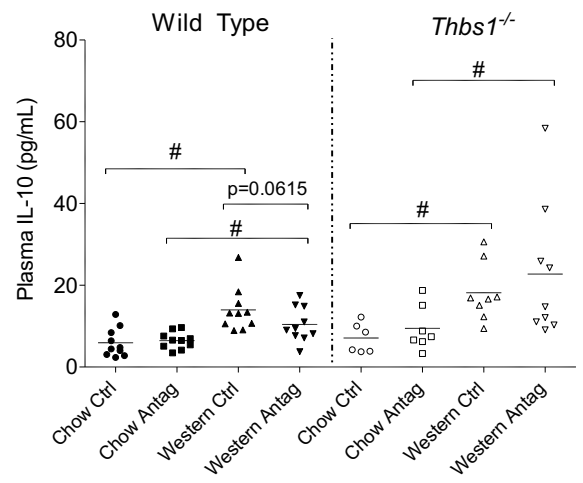 Wild Type
Thbs1-/-
80
60
40
20
0
Plasma IL-10 (pg/mL)
#
#
p=0.0615
#
#
Chow Ctrl
Chow Antag
Western Ctrl
Western Antag
Chow Ctrl
Chow Antag
Western Ctrl
Western Antag